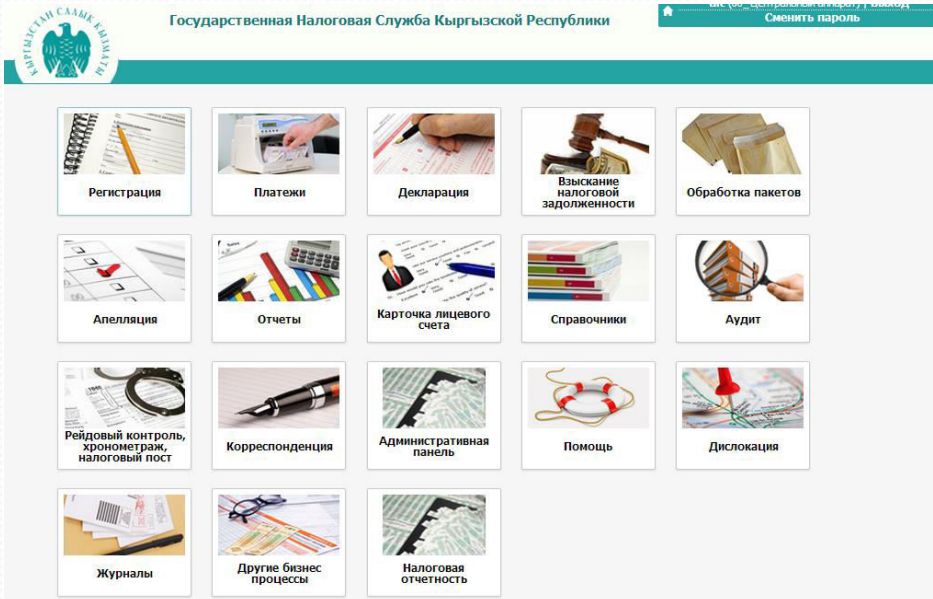 КЫРГЫЗСТАН САЛЫК КЫЗМАТЫ
Государственная Налоговая Служба Кыргызской Республики
Сменить пароль
Регистрация
Платежи
Декларация
Взыскание
налоговой
задолженности
Обработка пакетов
Апелляция
Отчеты
Карточка лицевого
счета
Справочники
Аудит
Рейдовый контроль,
хронометраж,
налоговый пост
Корреспонденция
Административная
панель
Помощь
Дислокация
Журналы
Другие бизнес
процессы
Налоговая
отчетность